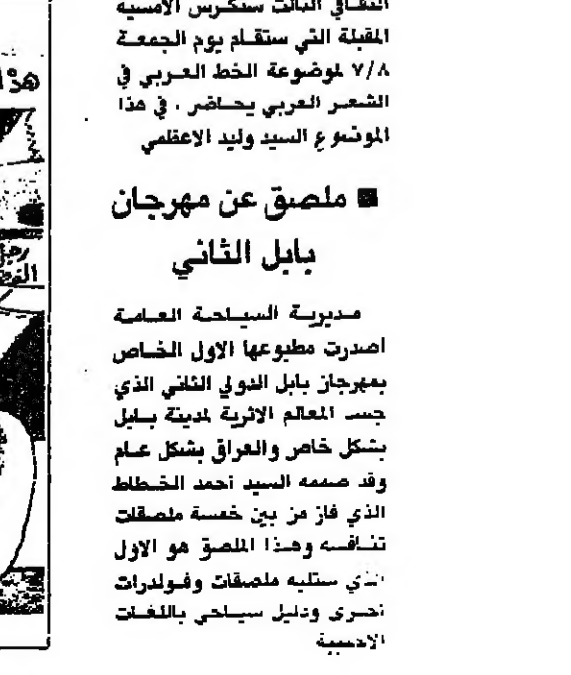 الثقافي الثالث ستكرس الامسية
المقبلة التي ستقام يوم الجمعة
٧/٨ لموضوعة الخط العربي في
الشعر العربي يحاضر ، في هذا
الموضوع السيد وليد الاعظمي
■ ملصق عن مهرجان
بابل الثاني
مديرية السياحة العامة
اصدرت مطبوعها الاول الخاص
بمهرجان بابل الدولي الثاني الذي
جسد المعالم الاثرية لمدينة بابل
بشكل خاص والعراق بشكل عام
وقد صممه السيد احمد الخطاط
الذي فاز من بين خمسة ملصقات
تنافسه وهذا الملصق هو الاول
الذي ستليه ملصقات وفولدرات
اخرى ودليل سياحي باللغات
الاجنبية
هذا
رجل